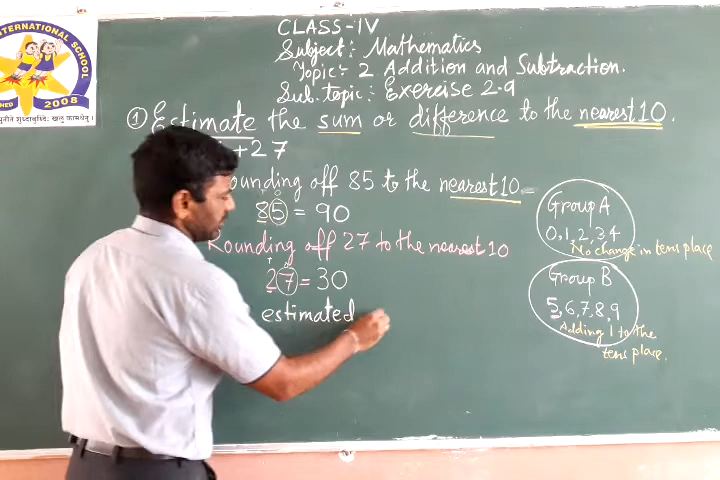 INTERNATIONAL SCHOOL
2008
CLASS-IV
Subject:- Mathematics
Topic:- 2 Addition and Subtraction.
Sub. topic: Exercise 2.9
① Estimate the sum or difference to the nearest 10.
+27
ounding off 85 to the nearest 10
85 = 90
Rounding off 27 to the nearest 10
27 = 30
estimated
Group A
0,1,2,3,4
No change in tens place
Group B
5,6,7,8,9
Adding 1 to the
tens place.